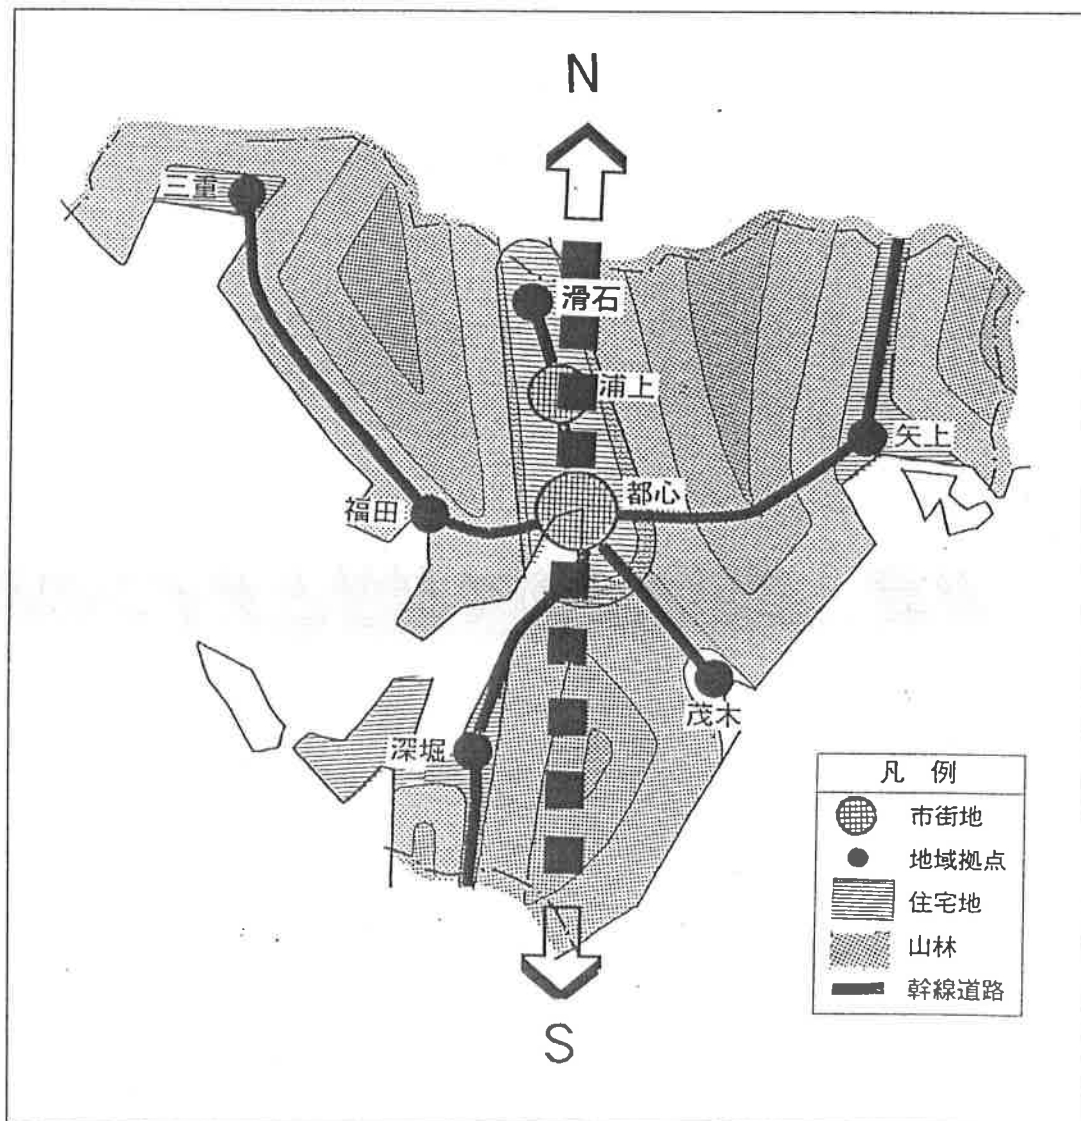 N
三重
滑石
浦上
矢上
都心
福田
茂木
深堀
凡 例
市街地
地域拠点
住宅地
山林
幹線道路
S